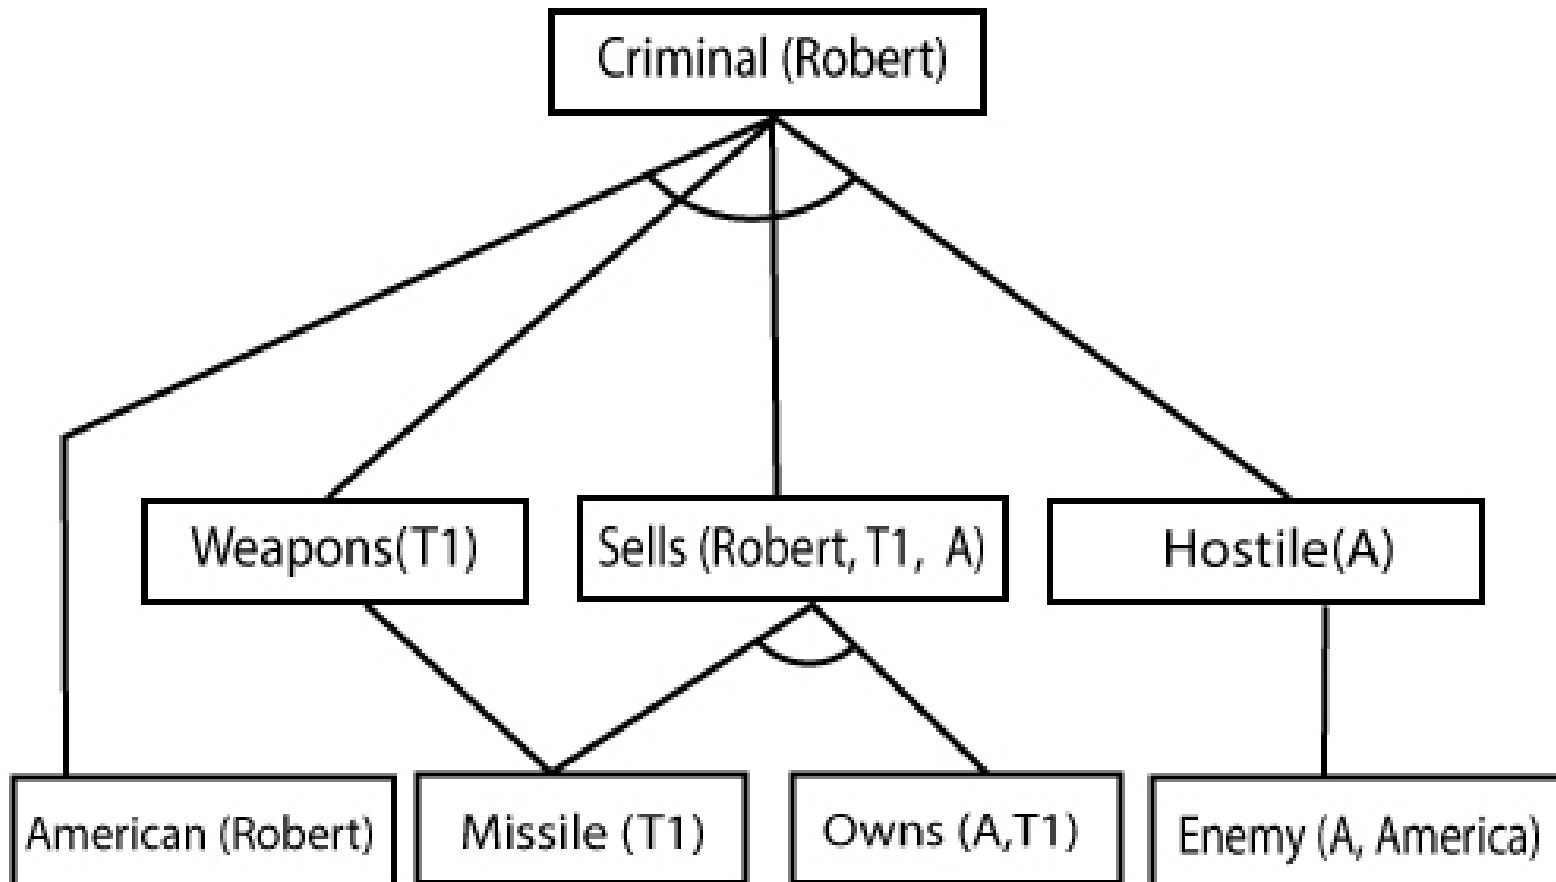 Criminal (Robert)
Weapons(T1)
Sells (Robert, T1, A)
Hostile(A)
American (Robert)
Missile (T1)
Owns (A,T1)
Enemy (A, America)